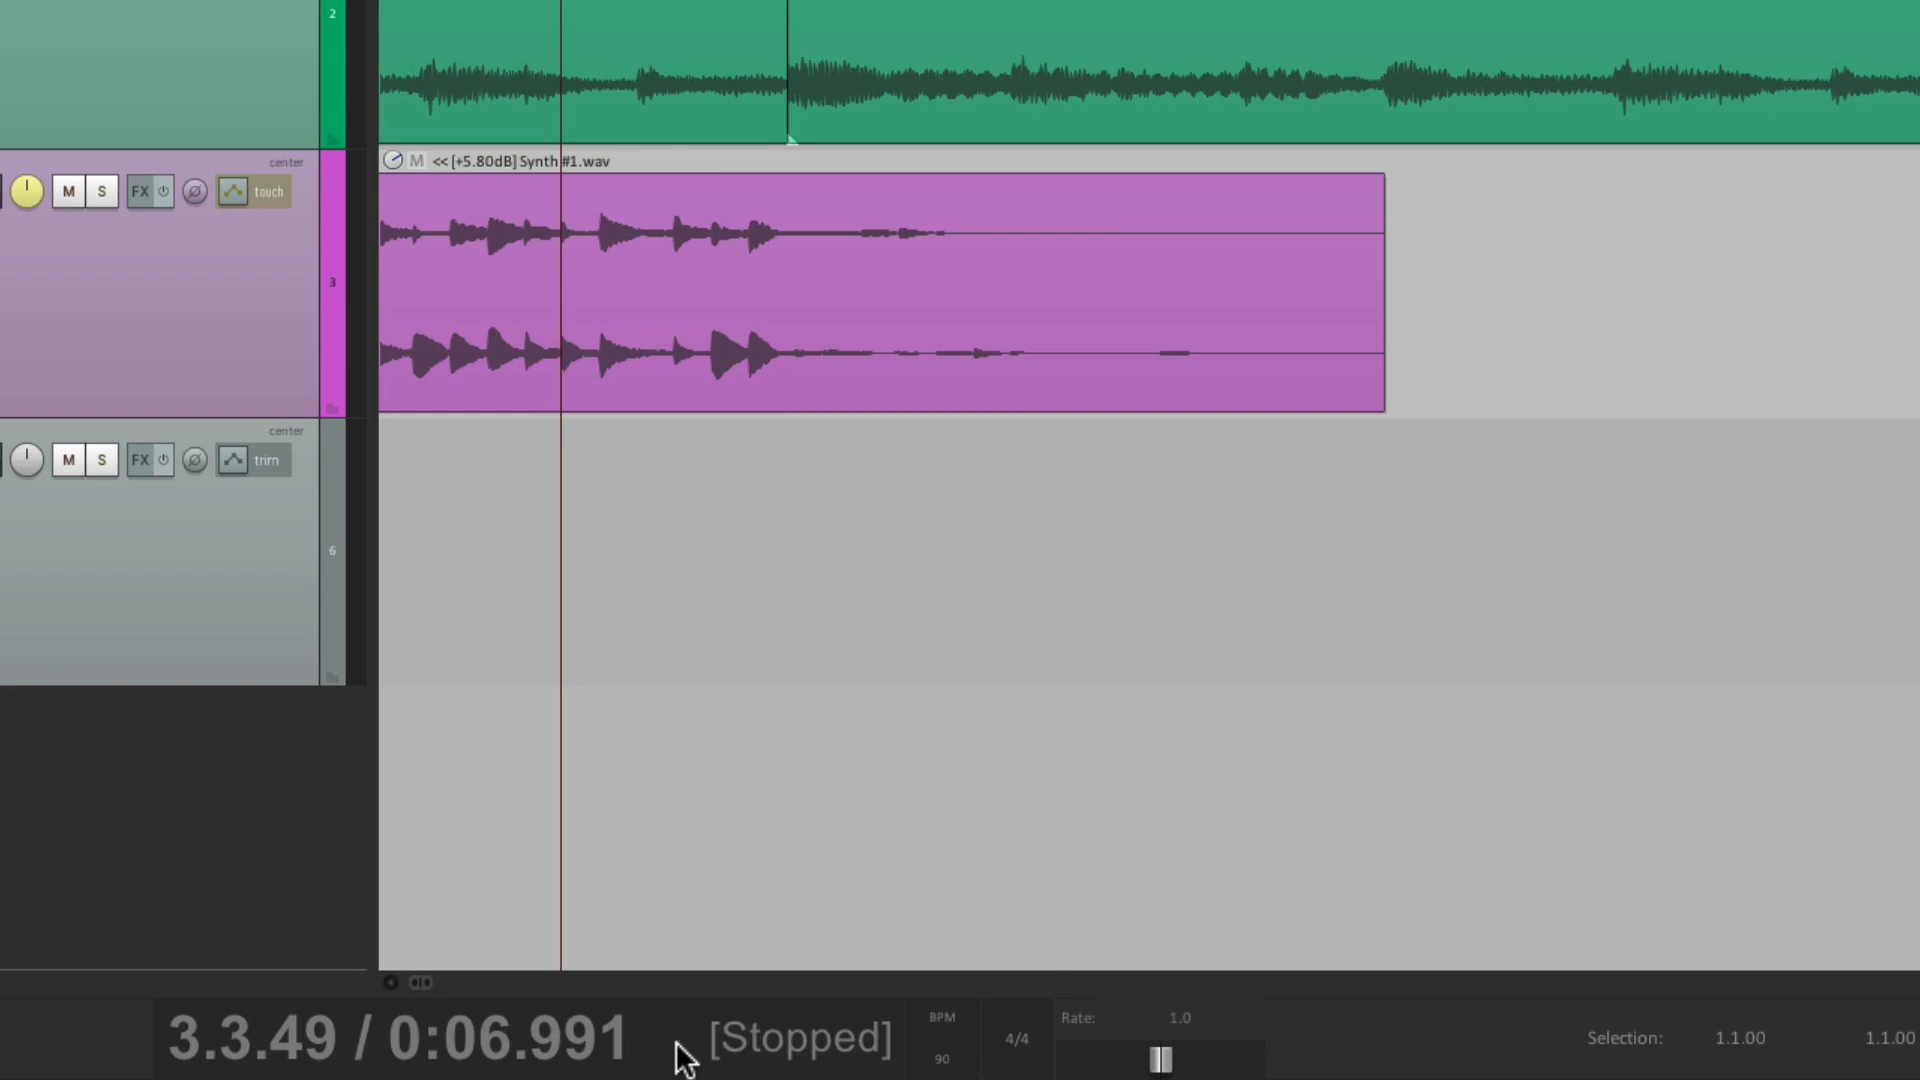 2
center
M S FX touch
<< [+5.80dB] Synth #1.wav
M
3
center
M S FX trim
6
3.3.49 / 0:06.991 [Stopped]
BPM
90
4/4
Rate: 1.0
Selection: 1.1.00 1.1.00